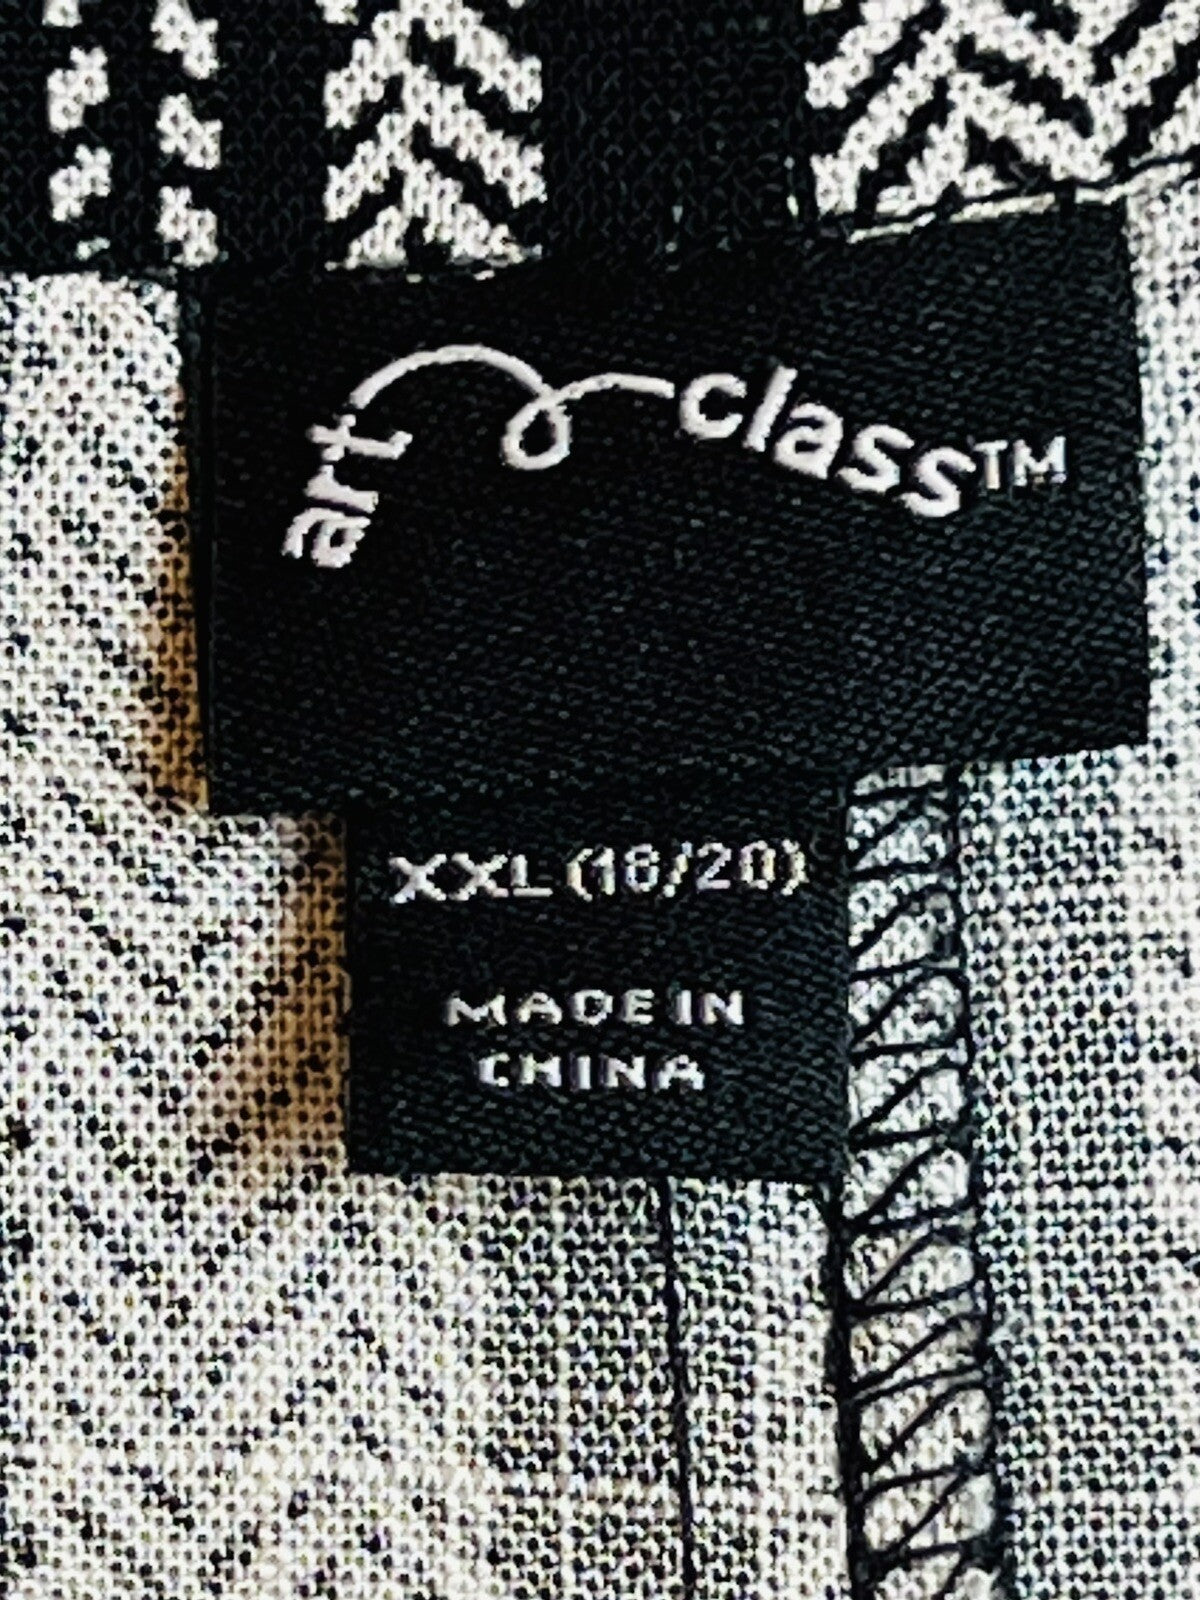 art class™
XXL (18/20)
MADE IN
CHINA